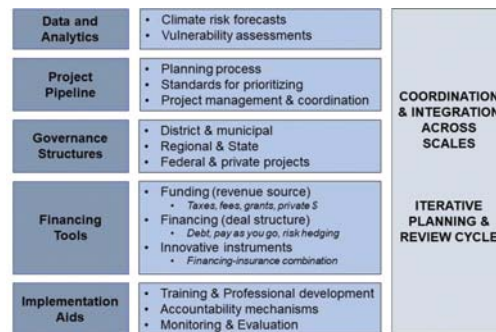 Data and
Analytics
• Climate risk forecasts
• Vulnerability assessments
Project
Pipeline
• Planning process
• Standards for prioritizing
• Project management & coordination
Governance
Structures
• District & municipal
• Regional & State
• Federal & private projects
Financing
Tools
• Funding (revenue source)
• Taxes, fees, grants, private $
• Financing (deal structure)
• Debt, pay as you go, risk hedging
• Innovative instruments
• Financing-insurance combination
Implementation
Aids
• Training & Professional development
• Accountability mechanisms
• Monitoring & Evaluation
COORDINATION
& INTEGRATION
ACROSS
SCALES
ITERATIVE
PLANNING &
REVIEW CYCLE